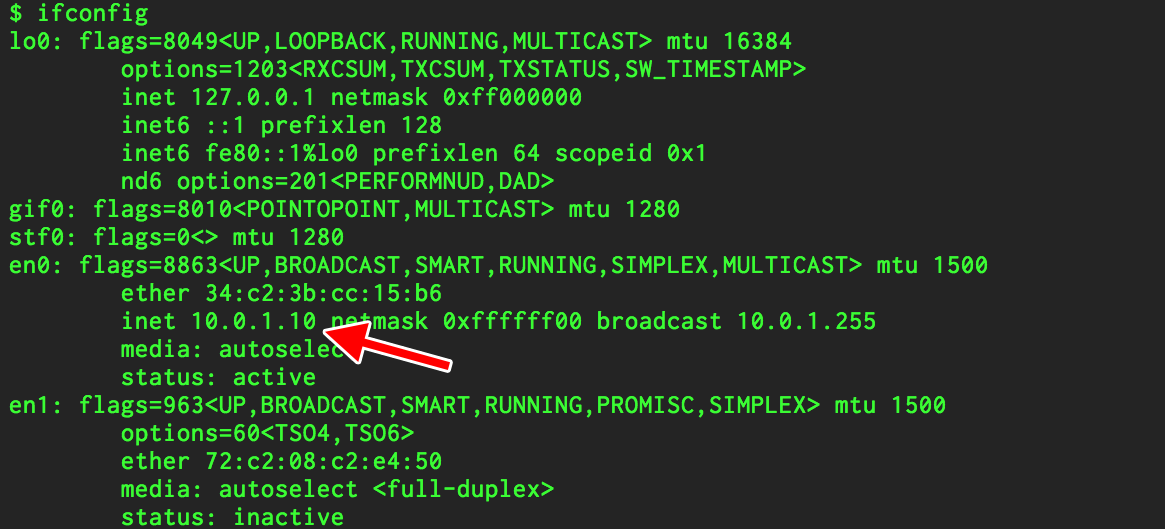 $ ifconfig
lo0: flags=8049<UP,LOOPBACK,RUNNING,MULTICAST> mtu 16384
options=1203<RXCSUM,TXCSUM,TXSTATUS,SW_TIMESTAMP>
inet 127.0.0.1 netmask 0xff000000
inet6 ::1 prefixlen 128
inet6 fe80::1%lo0 prefixlen 64 scopeid 0x1
nd6 options=201<PERFORMNUD,DAD>
gif0: flags=8010<POINTOPOINT,MULTICAST> mtu 1280
stf0: flags=0<> mtu 1280
en0: flags=8863<UP,BROADCAST,SMART,RUNNING,SIMPLEX,MULTICAST> mtu 1500
ether 34:c2:3b:cc:15:b6
inet 10.0.1.10 netmask 0xffffff00 broadcast 10.0.1.255
media: autoselect
status: active
en1: flags=963<UP,BROADCAST,SMART,RUNNING,PROMISC,SIMPLEX> mtu 1500
options=60<TSO4,TSO6>
ether 72:c2:08:c2:e4:50
media: autoselect <full-duplex>
status: inactive